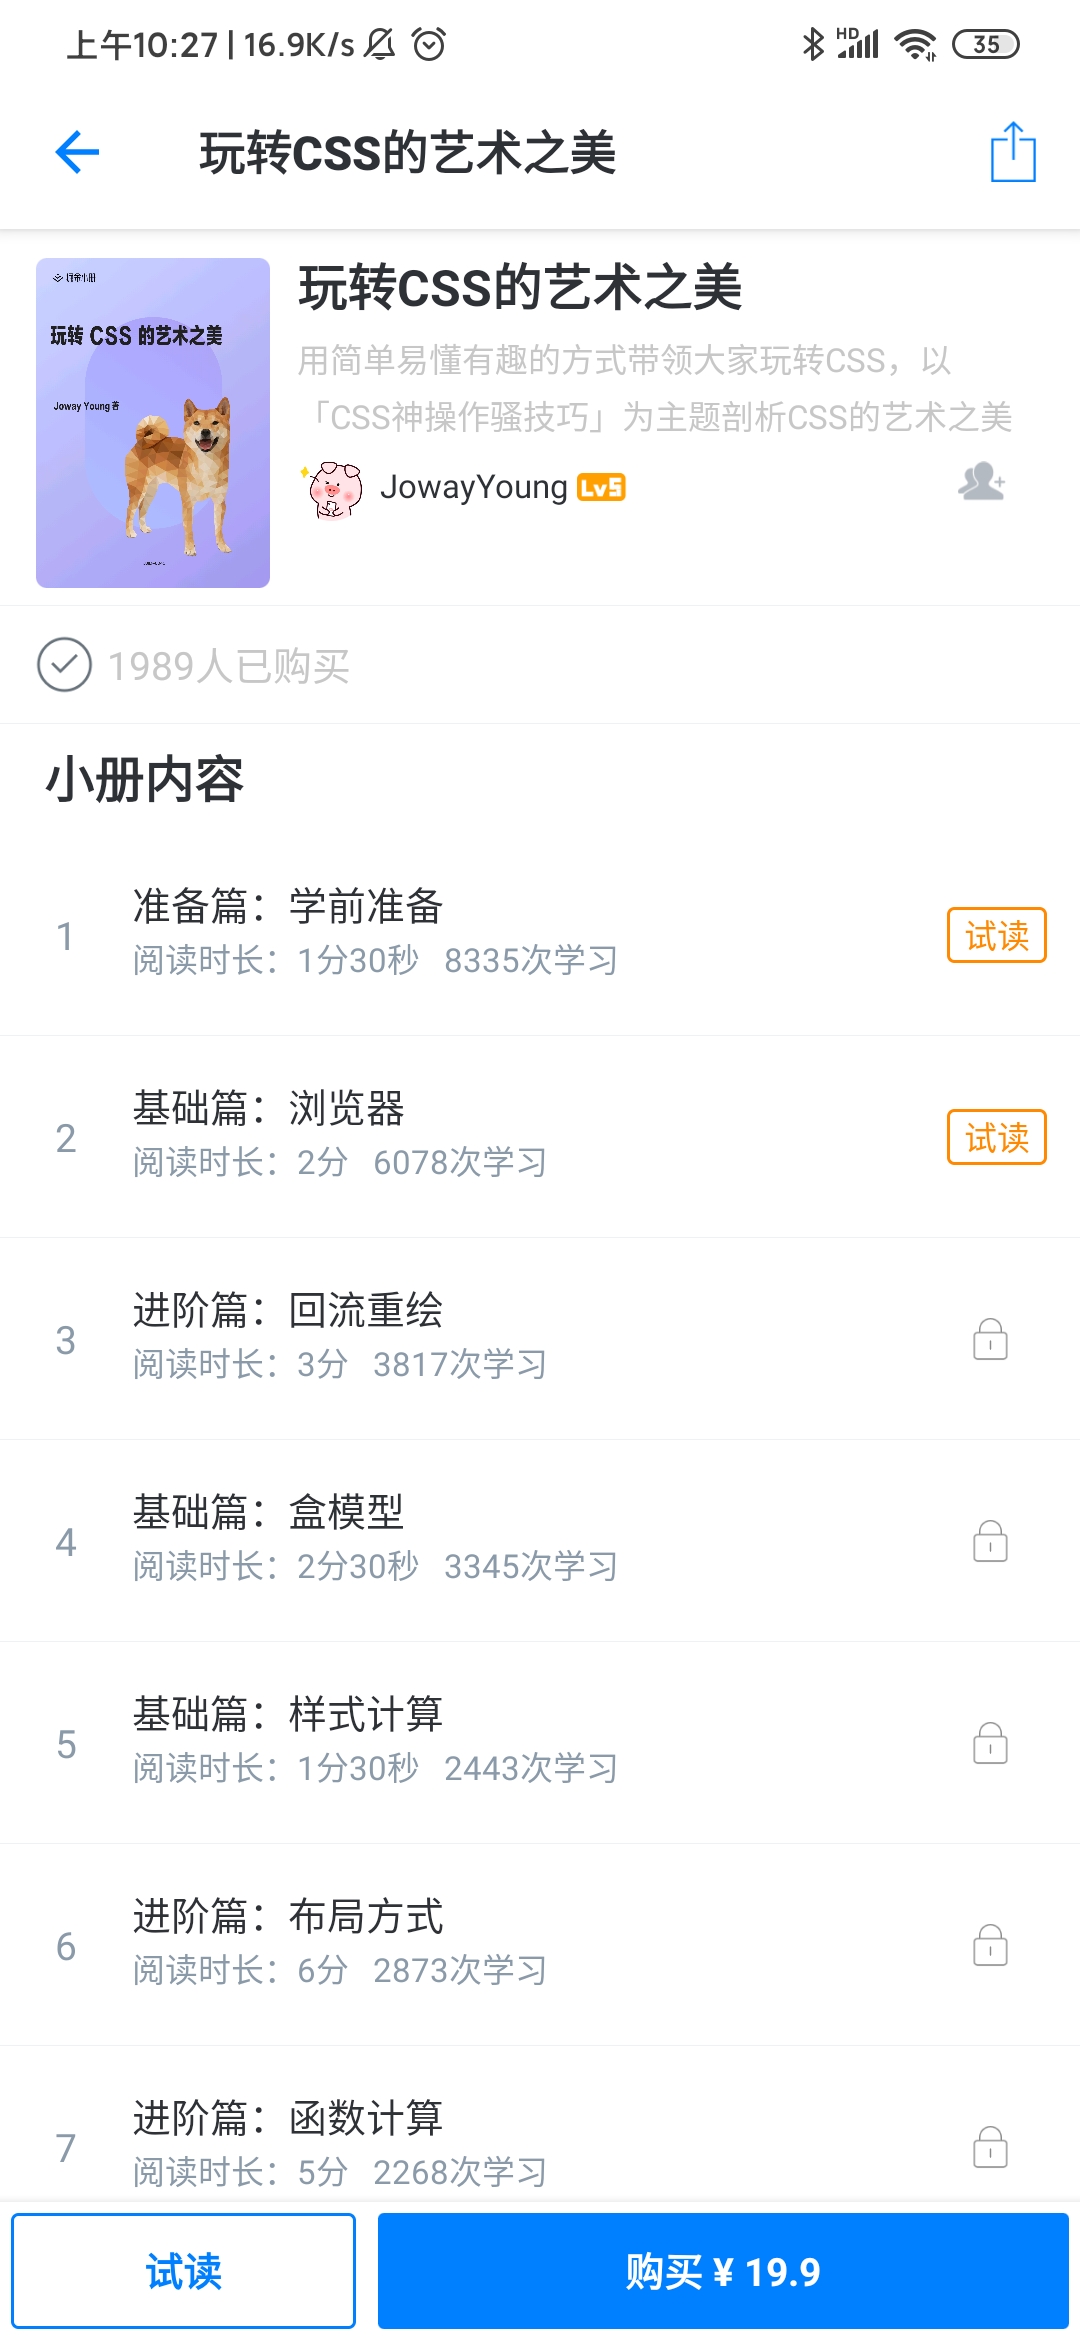 上午10:27 | 16.9K/s
HD
35
玩转CSS的艺术之美
掘金小册
玩转 CSS 的艺术之美
Joway Young 著
玩转CSS的艺术之美
用简单易懂有趣的方式带领大家玩转CSS，以
「CSS神操作骚技巧」为主题剖析CSS的艺术之美
JowayYoung Lv5
1989人已购买
小册内容
1
准备篇：学前准备
阅读时长：1分30秒 8335次学习
试读
2
基础篇：浏览器
阅读时长：2分 6078次学习
试读
3
进阶篇：回流重绘
阅读时长：3分 3817次学习
4
基础篇：盒模型
阅读时长：2分30秒 3345次学习
5
基础篇：样式计算
阅读时长：1分30秒 2443次学习
6
进阶篇：布局方式
阅读时长：6分 2873次学习
7
进阶篇：函数计算
阅读时长：5分 2268次学习
试读
购买 ¥ 19.9